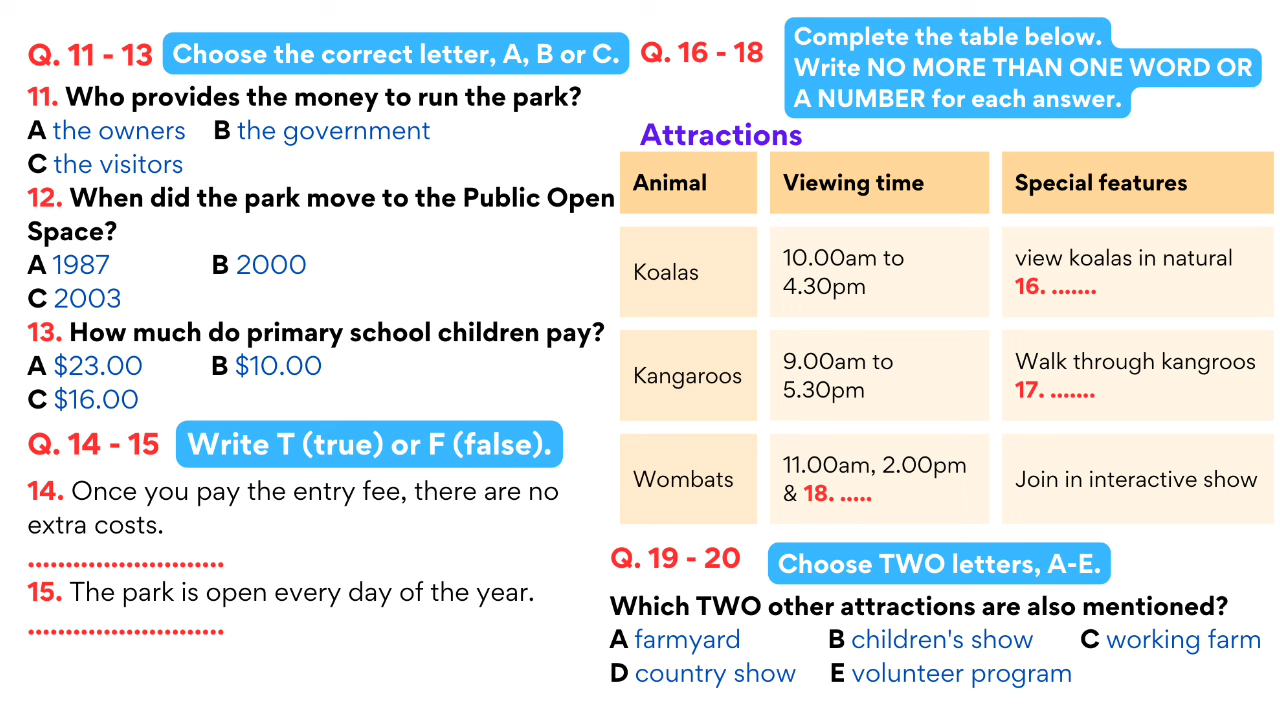 Q. 11 - 13 Choose the correct letter, A, B or C.
11. Who provides the money to run the park?
A the owners B the government
C the visitors
12. When did the park move to the Public Open
Space?
A 1987 B 2000
C 2003
13. How much do primary school children pay?
A $23.00 B $10.00
C $16.00
Q. 14 - 15 Write T (true) or F (false).
14. Once you pay the entry fee, there are no
extra costs.
..........................
15. The park is open every day of the year.
..........................
Q. 16 - 18 Complete the table below.
Write NO MORE THAN ONE WORD OR
A NUMBER for each answer.
Attractions
Animal Viewing time Special features
Koalas 10.00am to 4.30pm view koalas in natural 16. .......
Kangaroos 9.00am to 5.30pm Walk through kangroos 17. .......
Wombats 11.00am, 2.00pm & 18. ..... Join in interactive show
Q. 19 - 20 Choose TWO letters, A-E.
Which TWO other attractions are also mentioned?
A farmyard B children's show C working farm
D country show E volunteer program